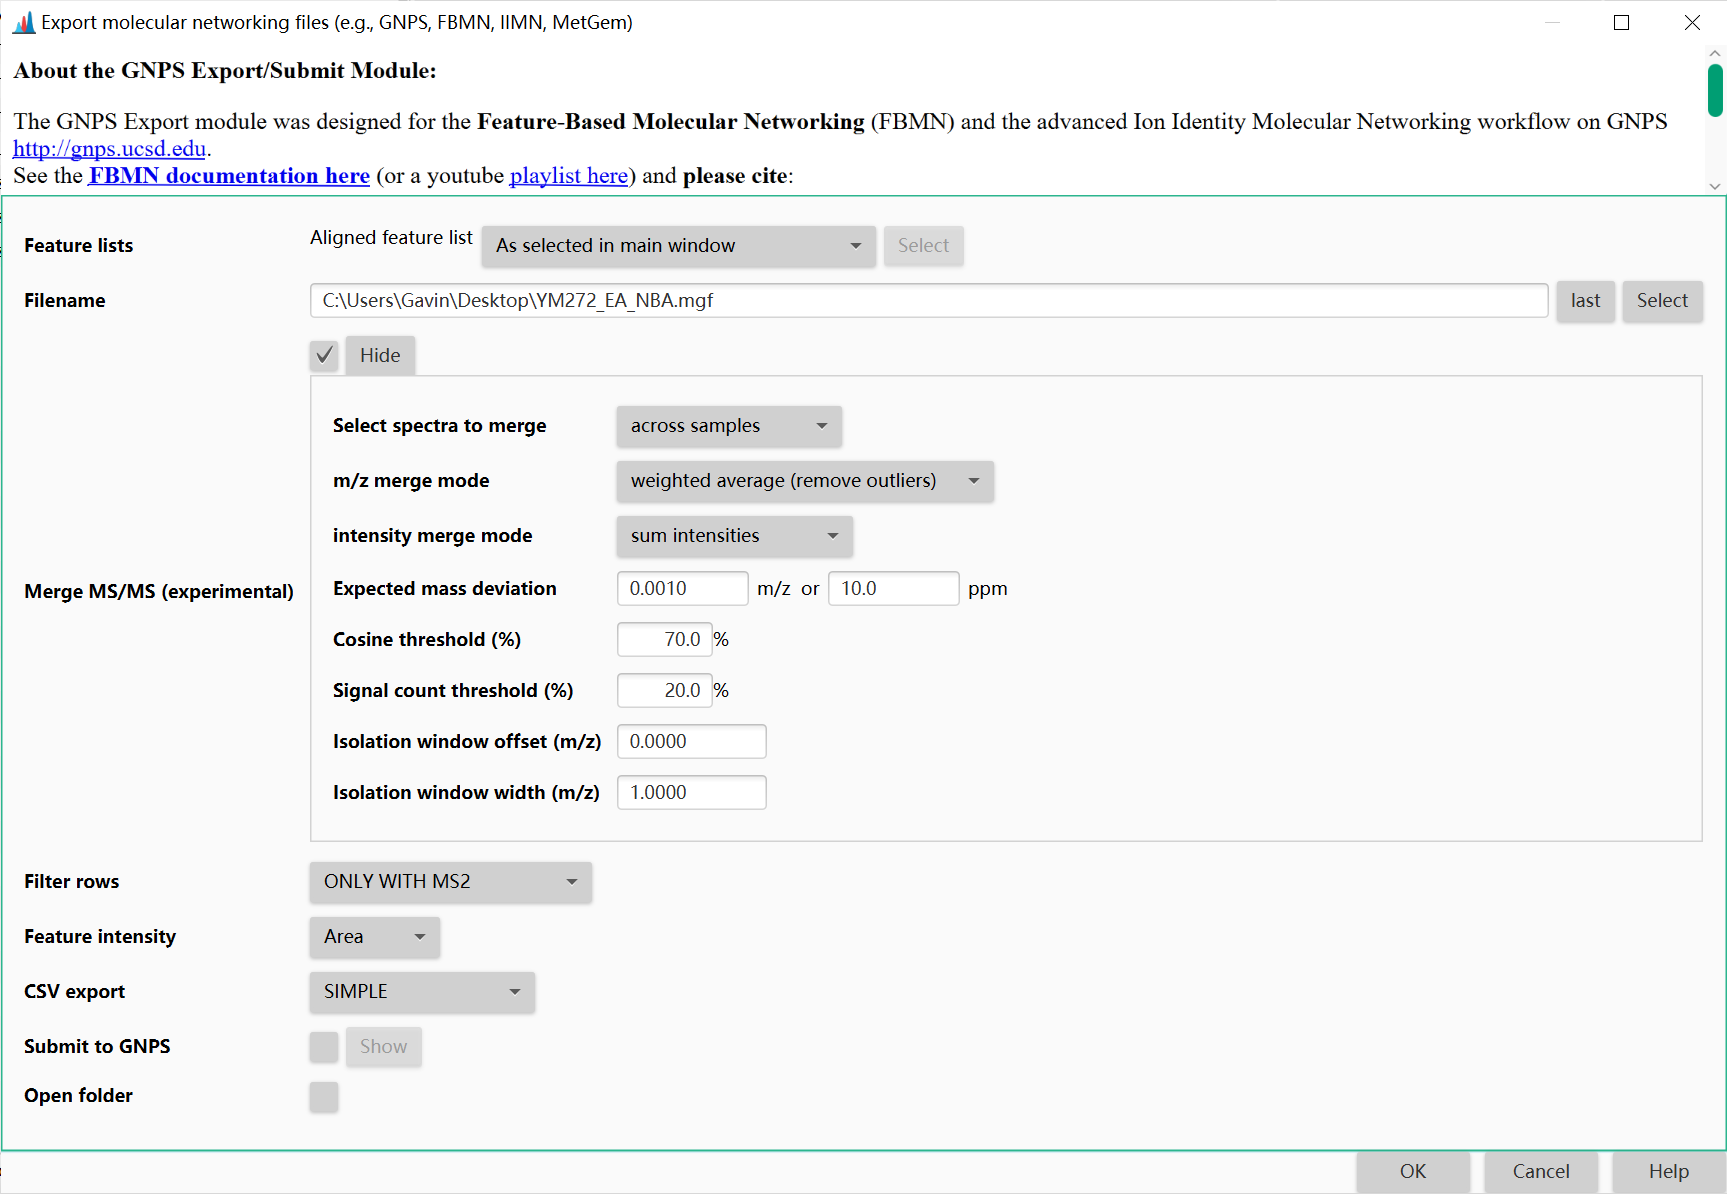 Export molecular networking files (e.g., GNPS, FBMN, IIMN, MetGem)
About the GNPS Export/Submit Module:
The GNPS Export module was designed for the Feature-Based Molecular Networking (FBMN) and the advanced Ion Identity Molecular Networking workflow on GNPS
http://gnps.ucsd.edu.
See the FBMN documentation here (or a youtube playlist here) and please cite:
Feature lists Aligned feature list As selected in main window Select
Filename C:\Users\Gavin\Desktop\YM272_EA_NBA.mgf last Select
Hide
Select spectra to merge across samples
m/z merge mode weighted average (remove outliers)
intensity merge mode sum intensities
Merge MS/MS (experimental) Expected mass deviation 0.0010 m/z or 10.0 ppm
Cosine threshold (%) 70.0 %
Signal count threshold (%) 20.0 %
Isolation window offset (m/z) 0.0000
Isolation window width (m/z) 1.0000
Filter rows ONLY WITH MS2
Feature intensity Area
CSV export SIMPLE
Submit to GNPS Show
Open folder
OK Cancel Help